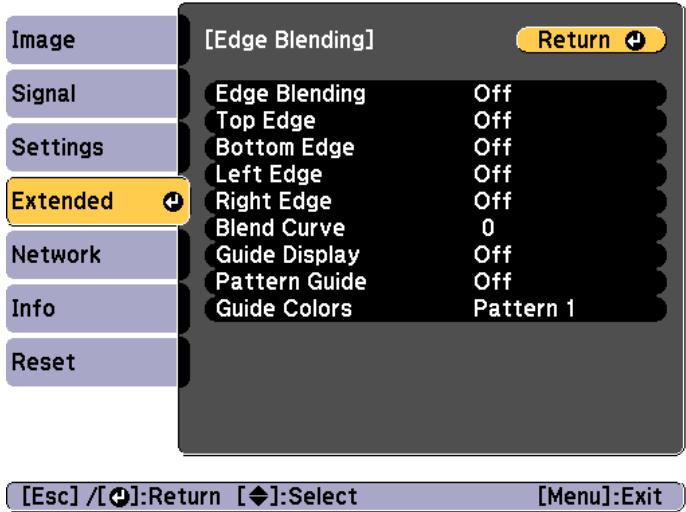 Image
Signal
Settings
Extended
Network
Info
Reset
[Edge Blending]
Return
Edge Blending Off
Top Edge Off
Bottom Edge Off
Left Edge Off
Right Edge Off
Blend Curve 0
Guide Display Off
Pattern Guide Off
Guide Colors Pattern 1
[Esc] /[⏎]:Return [◆]:Select [Menu]:Exit